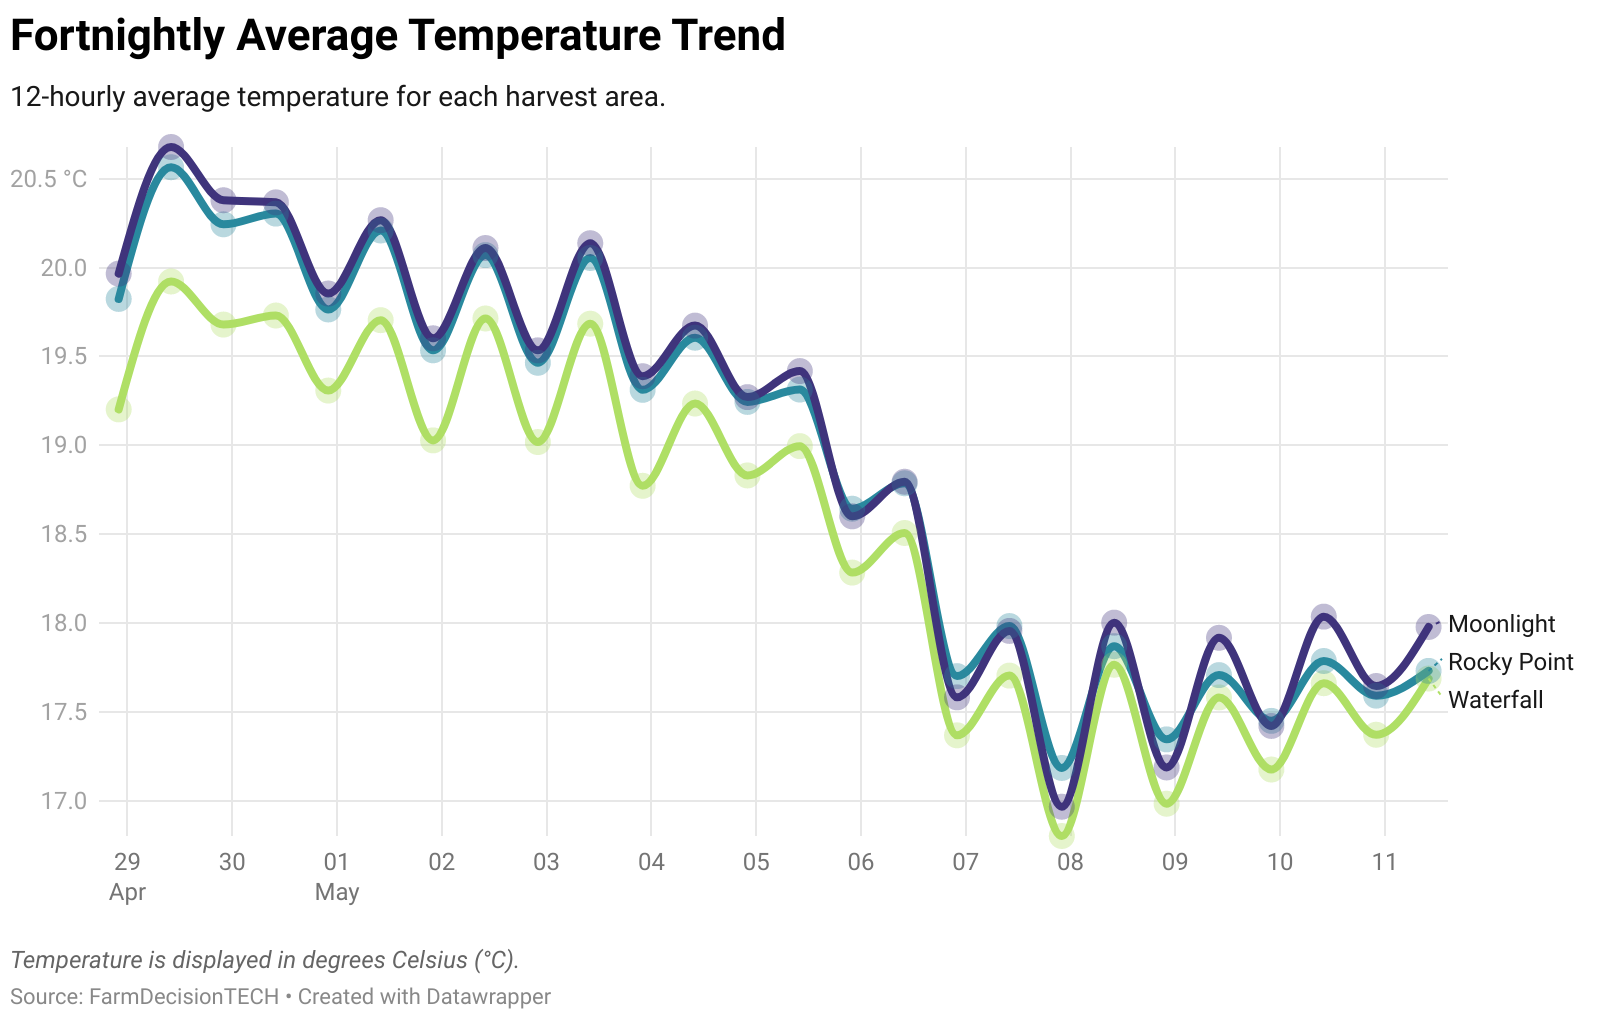 Fortnightly Average Temperature Trend
12-hourly average temperature for each harvest area.
20.5 °C
20.0
19.5
19.0
18.5
18.0
17.5
17.0
Moonlight
Rocky Point
Waterfall
29 30 01 02 03 04 05 06 07 08 09 10 11
Apr May
Temperature is displayed in degrees Celsius (°C).
Source: FarmDecisionTECH • Created with Datawrapper